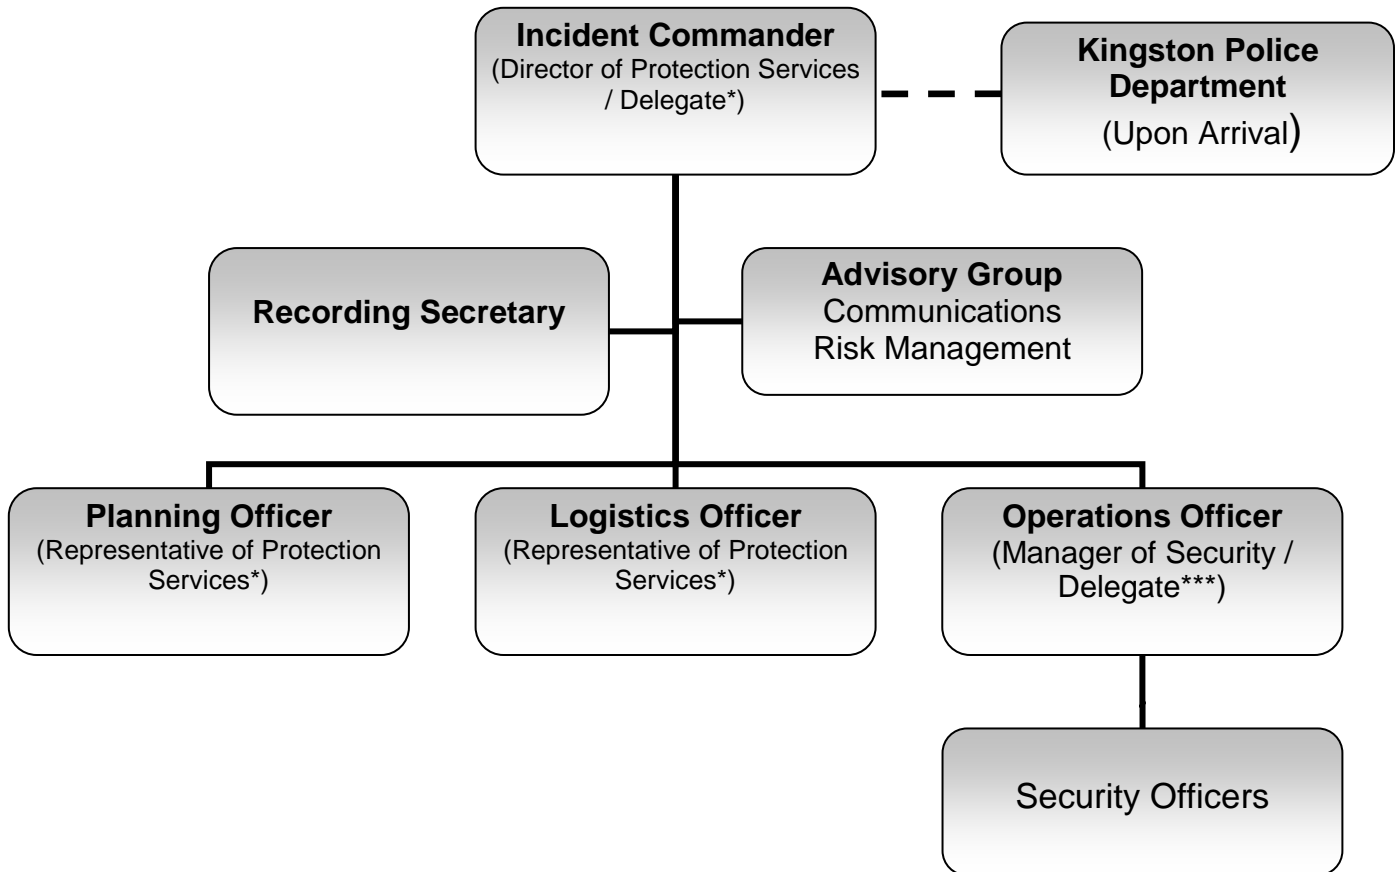 Incident Commander
(Director of Protection Services
/ Delegate*)
Kingston Police
Department
(Upon Arrival)
Recording Secretary
Advisory Group
Communications
Risk Management
Planning Officer
(Representative of Protection
Services*)
Logistics Officer
(Representative of Protection
Services*)
Operations Officer
(Manager of Security /
Delegate***)
Security Officers